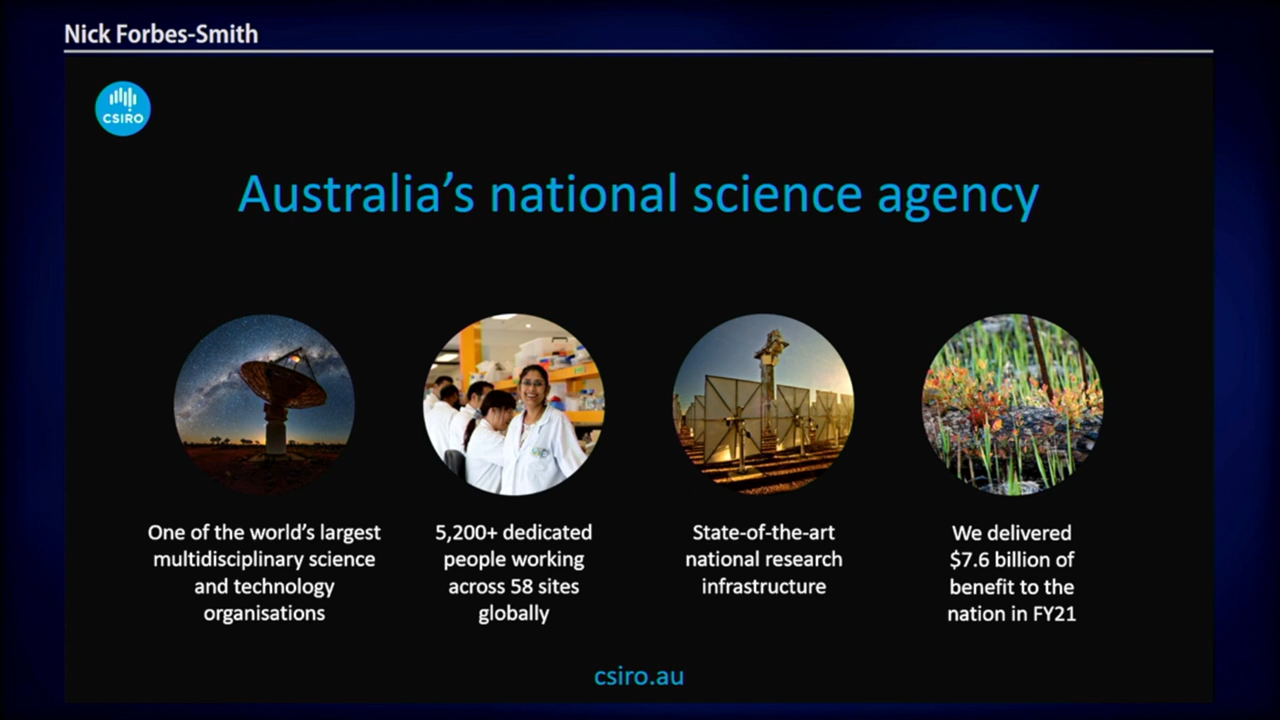 Nick Forbes-Smith
CSIRO
Australia's national science agency
One of the world's largest
multidisciplinary science
and technology
organisations
5,200+ dedicated
people working
across 58 sites
globally
State-of-the-art
national research
infrastructure
We delivered
$7.6 billion of
benefit to the
nation in FY21
csiro.au